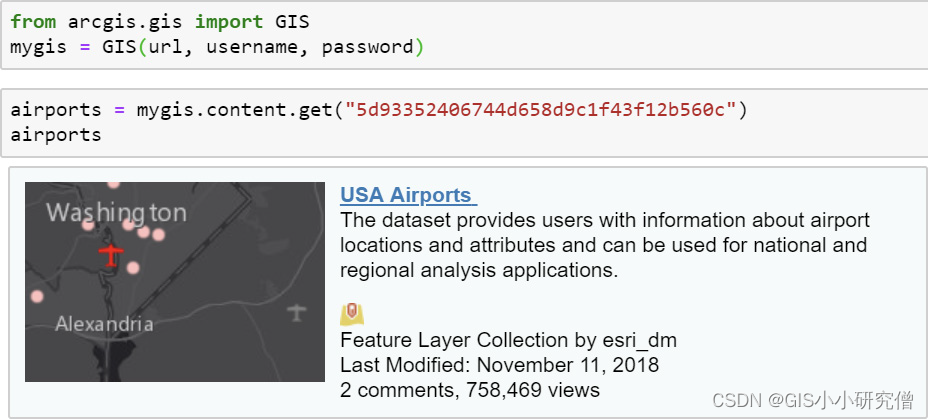 from arcgis.gis import GIS
mygis = GIS(url, username, password)
airports = mygis.content.get("5d93352406744d658d9c1f43f12b560c")
airports
Washington
Alexandria
USA Airports
The dataset provides users with information about airport
locations and attributes and can be used for national and
regional analysis applications.
Feature Layer Collection by esri_dm
Last Modified: November 11, 2018
2 comments, 758,469 views
CSDN @GIS小小研究僧